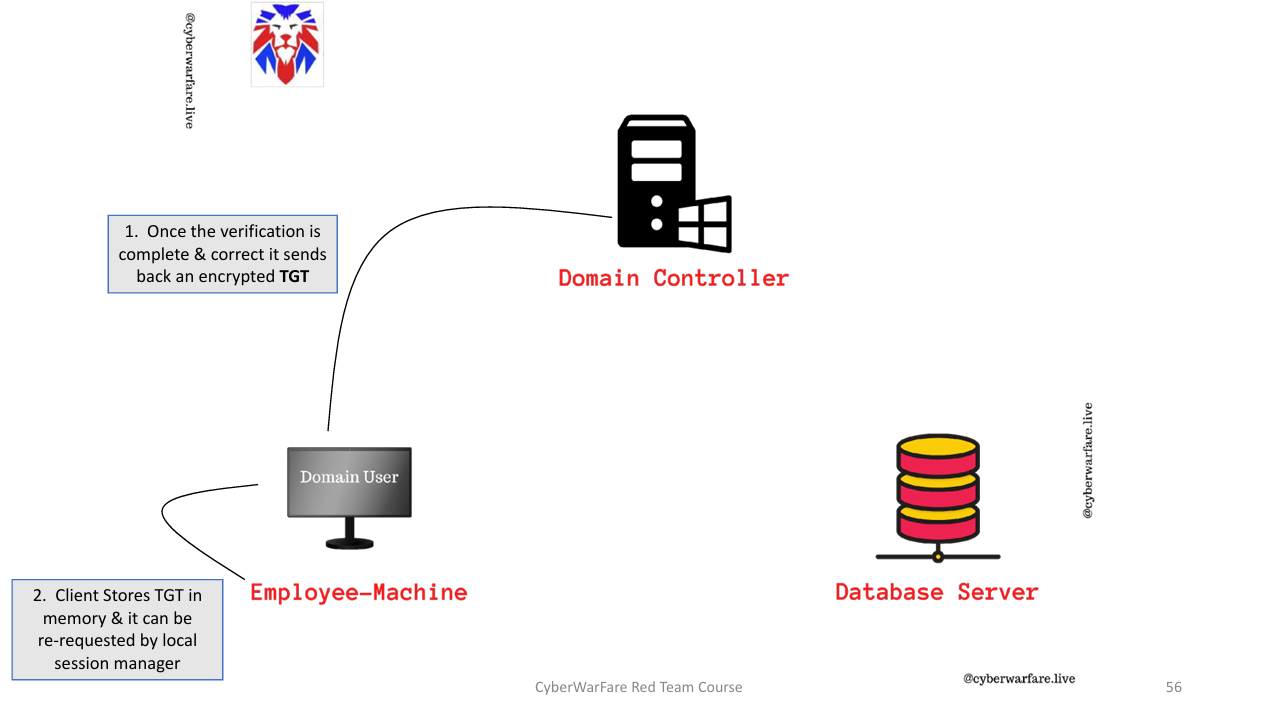 @cyberwarfare.live
1. Once the verification is
complete & correct it sends
back an encrypted TGT
Domain Controller
@cyberwarfare.live
Domain User
Employee-Machine
Database Server
2. Client Stores TGT in
memory & it can be
re-requested by local
session manager
CyberWarFare Red Team Course
@cyberwarfare.live
56